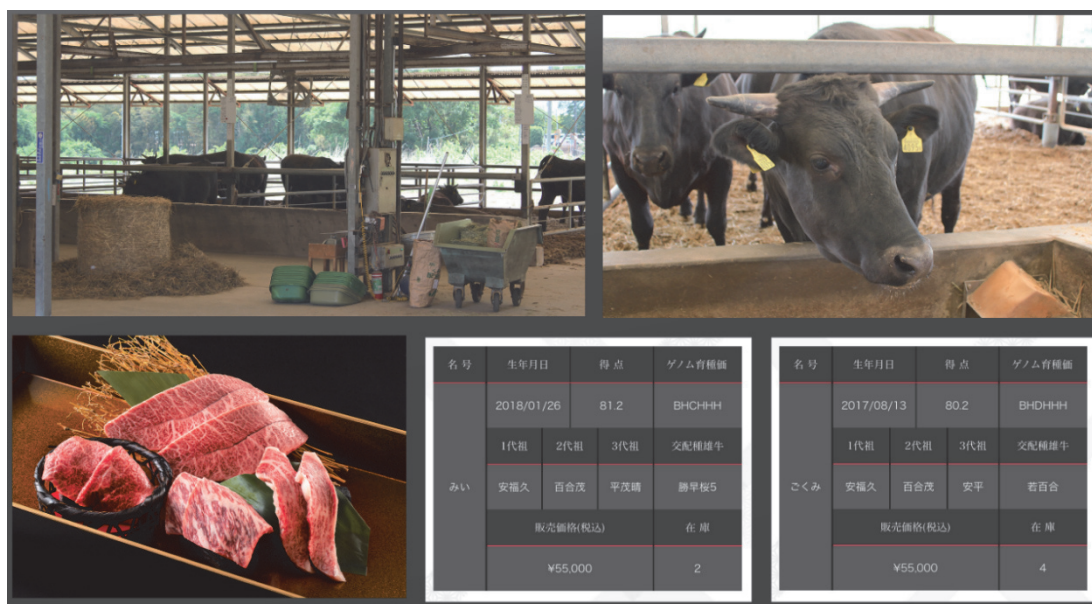 名号 生年月日 得点 ゲノム育種価
2018/01/26 81.2 BHCHHH
1代祖 2代祖 3代祖 交配種雄牛
みい 安福久 百合茂 平茂晴 勝早桜5
販売価格(税込) 在庫
¥55,000 2
名号 生年月日 得点 ゲノム育種価
2017/08/13 80.2 BHDHHH
1代祖 2代祖 3代祖 交配種雄牛
ごくみ 安福久 百合茂 安平 若百合
販売価格(税込) 在庫
¥55,000 4